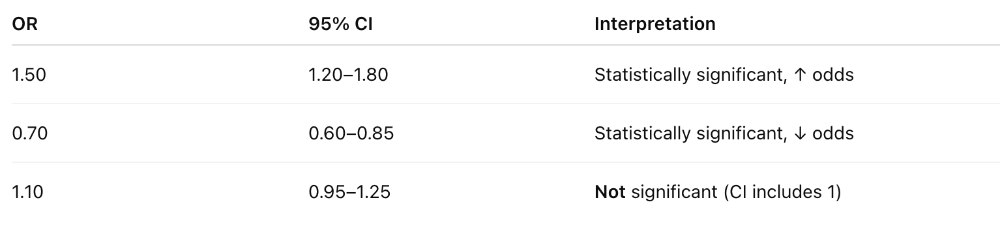 OR 95% CI Interpretation
1.50 1.20–1.80 Statistically significant, ↑ odds
0.70 0.60–0.85 Statistically significant, ↓ odds
1.10 0.95–1.25 Not significant (CI includes 1)